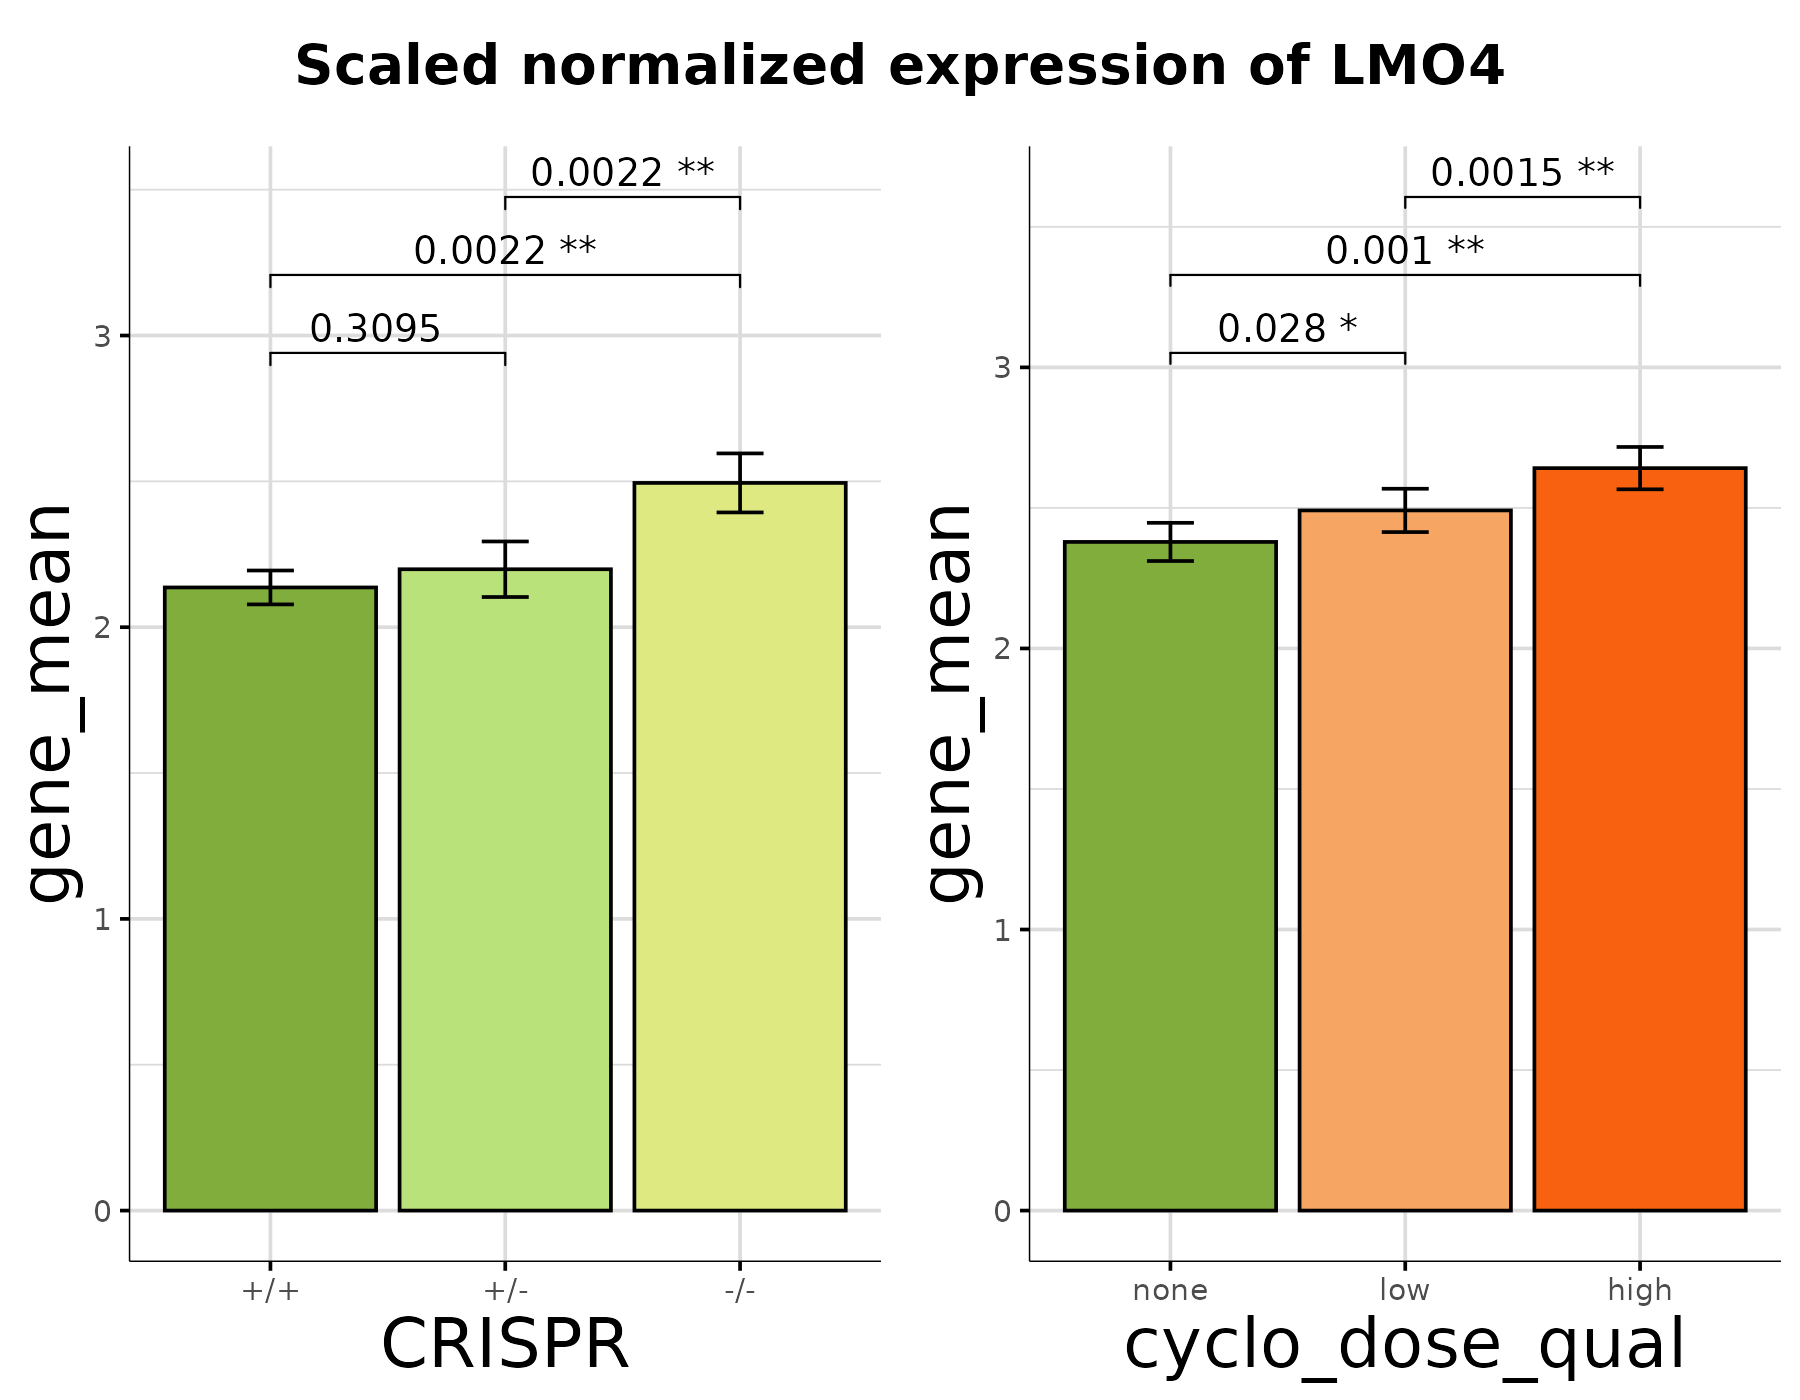 Scaled normalized expression of LMO4
gene_mean
3
2
1
0
0.0022 **
0.0022 **
0.3095
+/+ +/- -/-
CRISPR
gene_mean
3
2
1
0
0.0015 **
0.001 **
0.028 *
none low high
cyclo_dose_qual